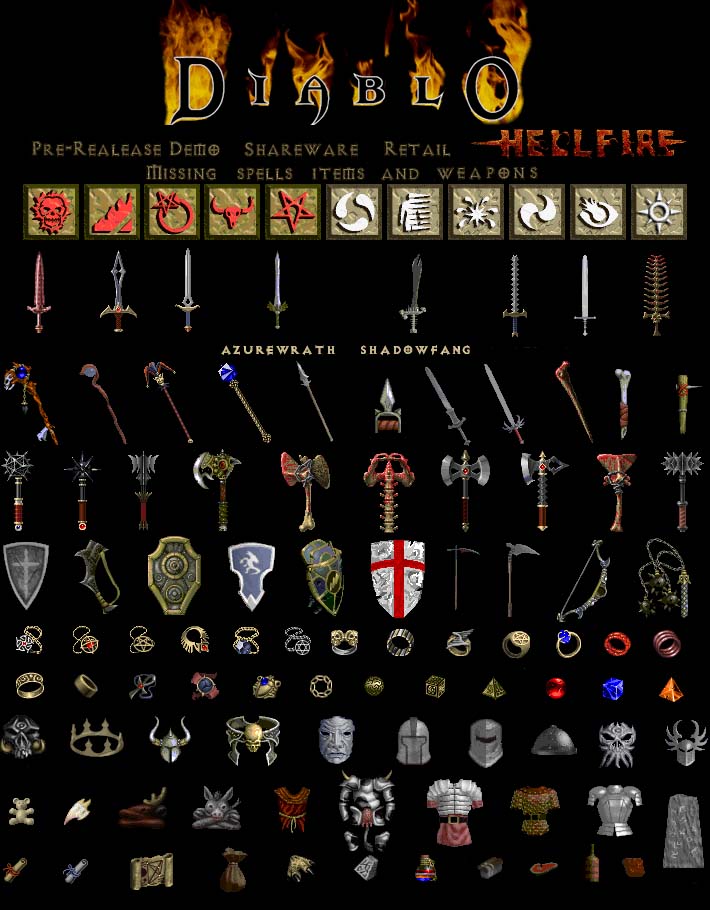 DIABLO
PRE-REALEASE DEMO SHAREWARE RETAIL HELLFIRE
MISSING SPELLS ITEMS AND WEAPONS
AZUREWRATH SHADOWFANG